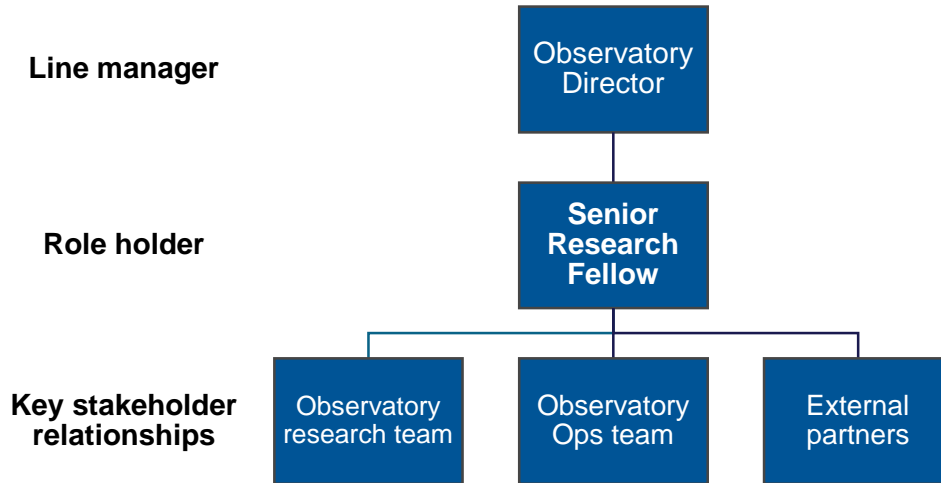 Line manager
Observatory
Director
Role holder
Senior
Research
Fellow
Key stakeholder
relationships
Observatory
research team
Observatory
Ops team
External
partners